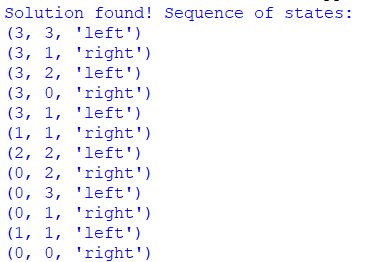 Solution found! Sequence of states:
(3, 3, 'left')
(3, 1, 'right')
(3, 2, 'left')
(3, 0, 'right')
(3, 1, 'left')
(1, 1, 'right')
(2, 2, 'left')
(0, 2, 'right')
(0, 3, 'left')
(0, 1, 'right')
(1, 1, 'left')
(0, 0, 'right')